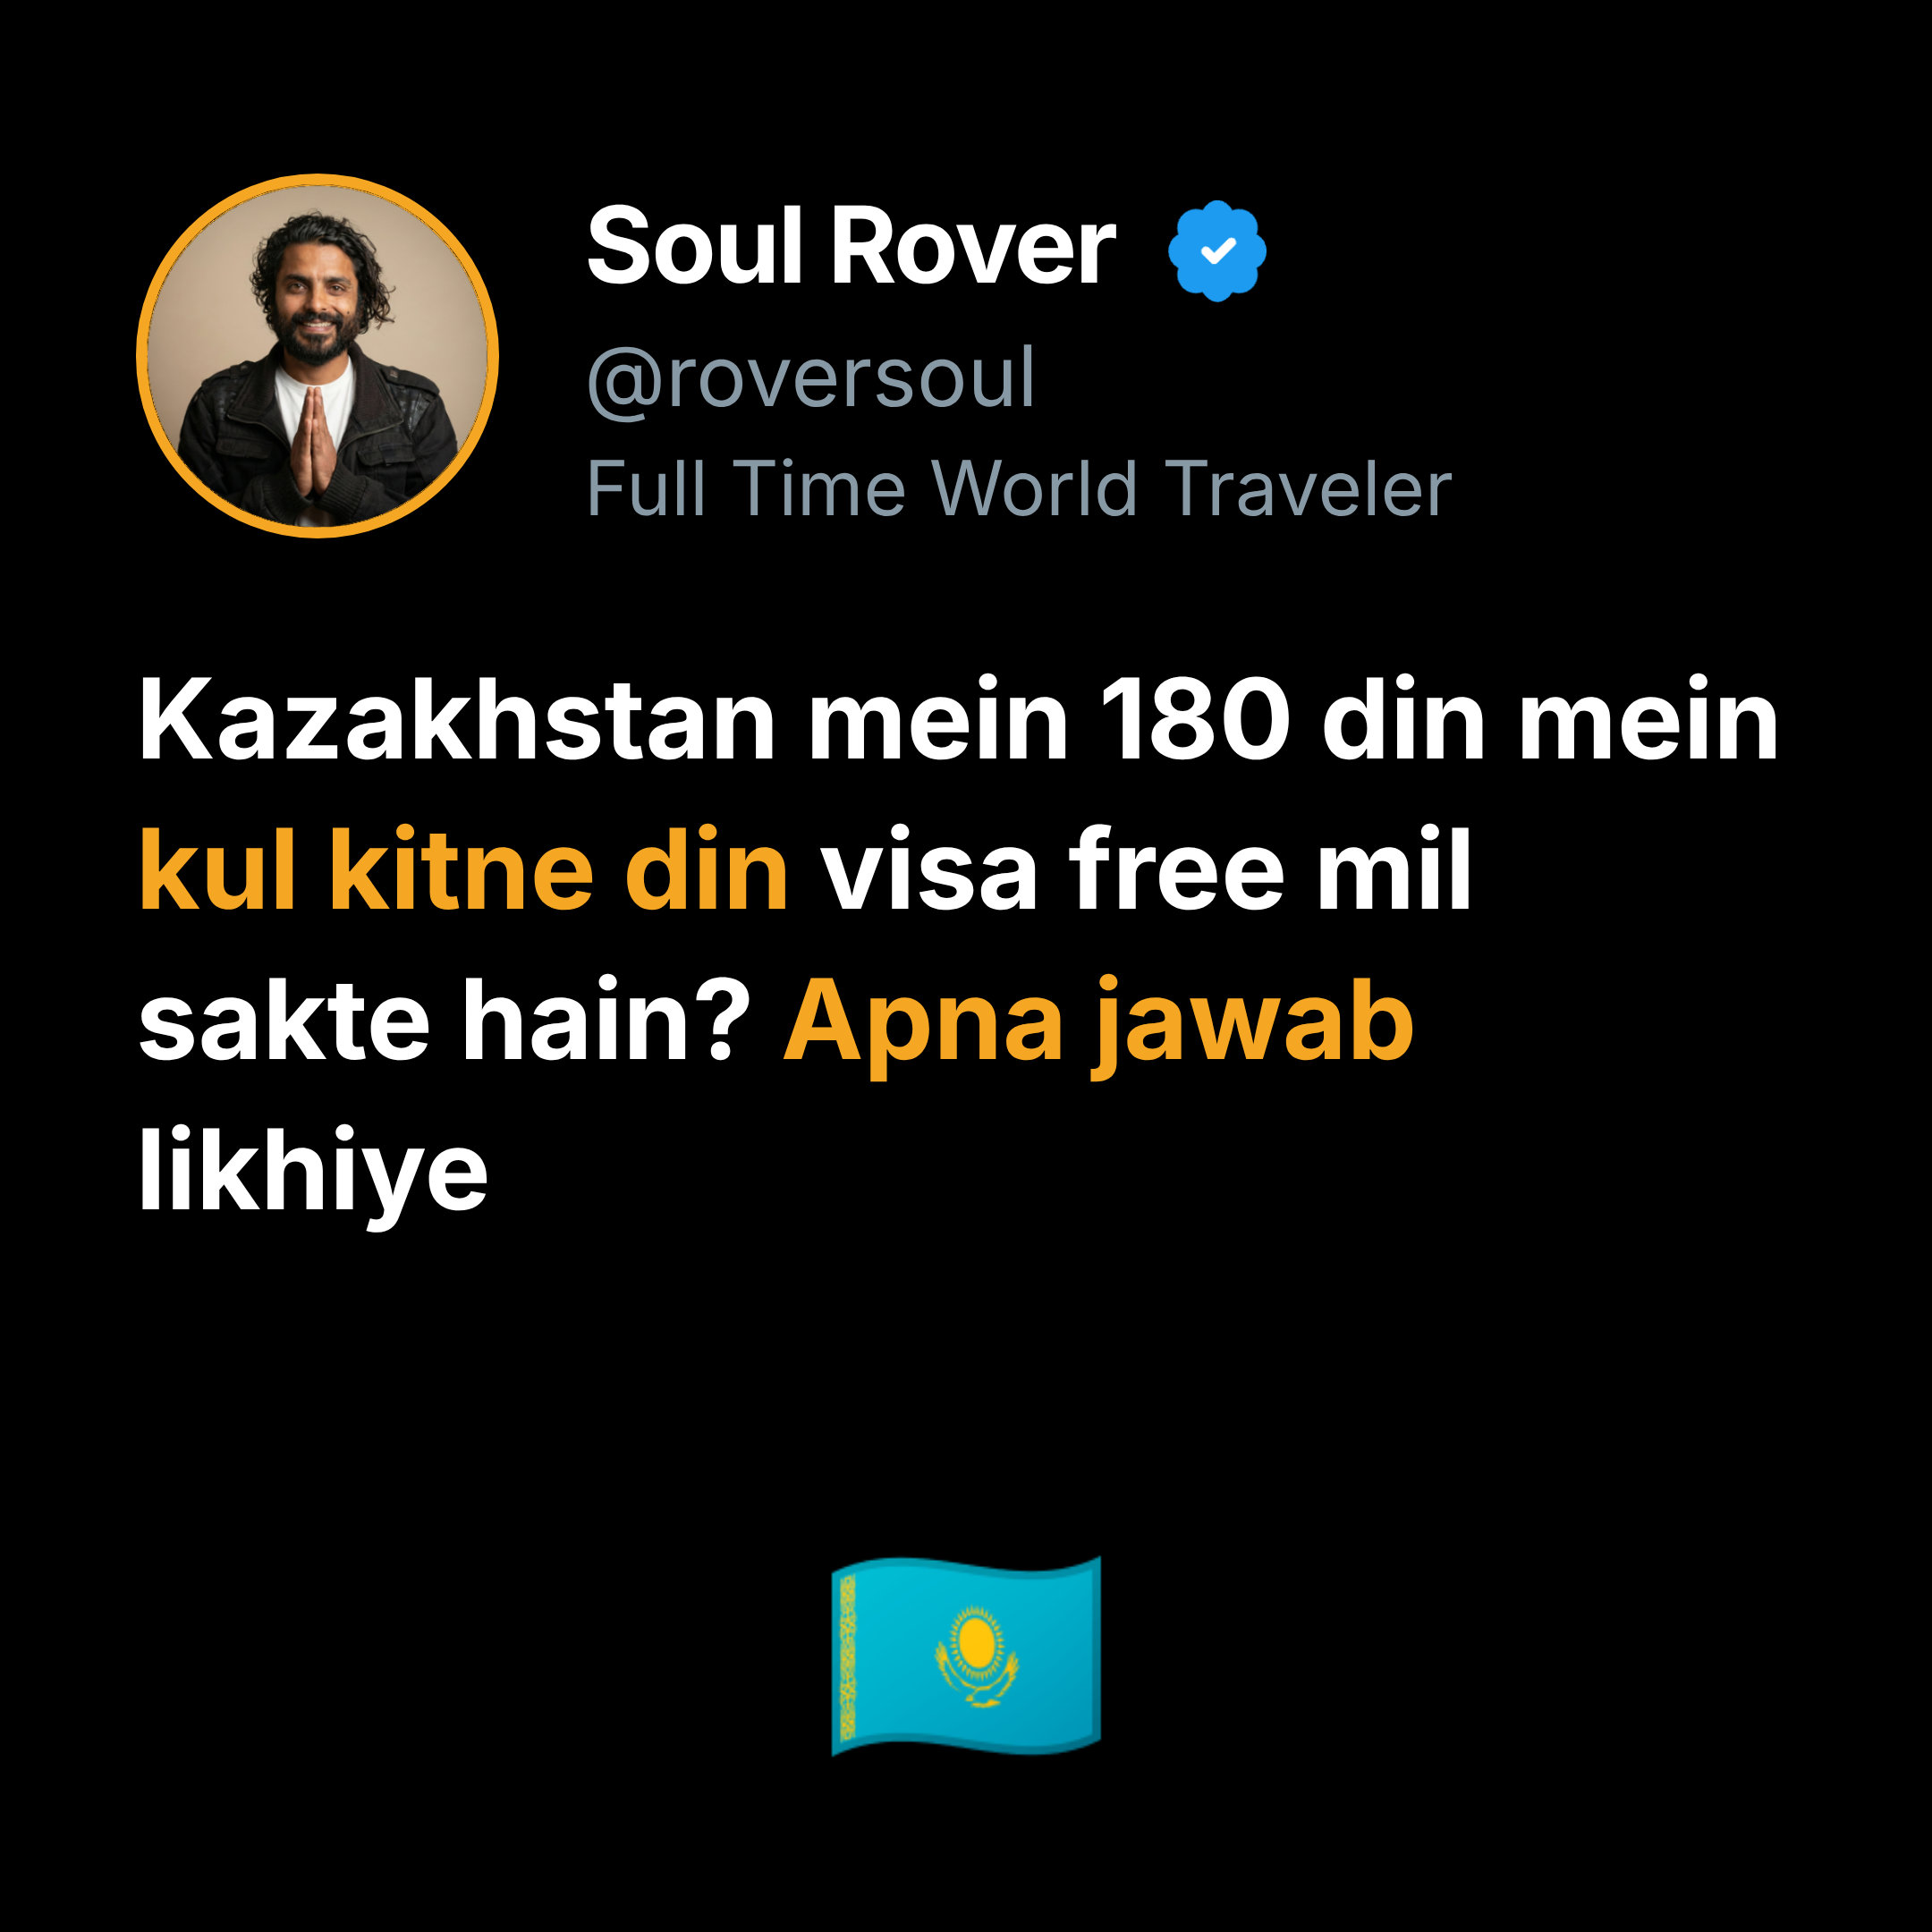 Soul Rover
@roversoul
Full Time World Traveler
Kazakhstan mein 180 din mein
kul kitne din visa free mil
sakte hain? Apna jawab
likhiye